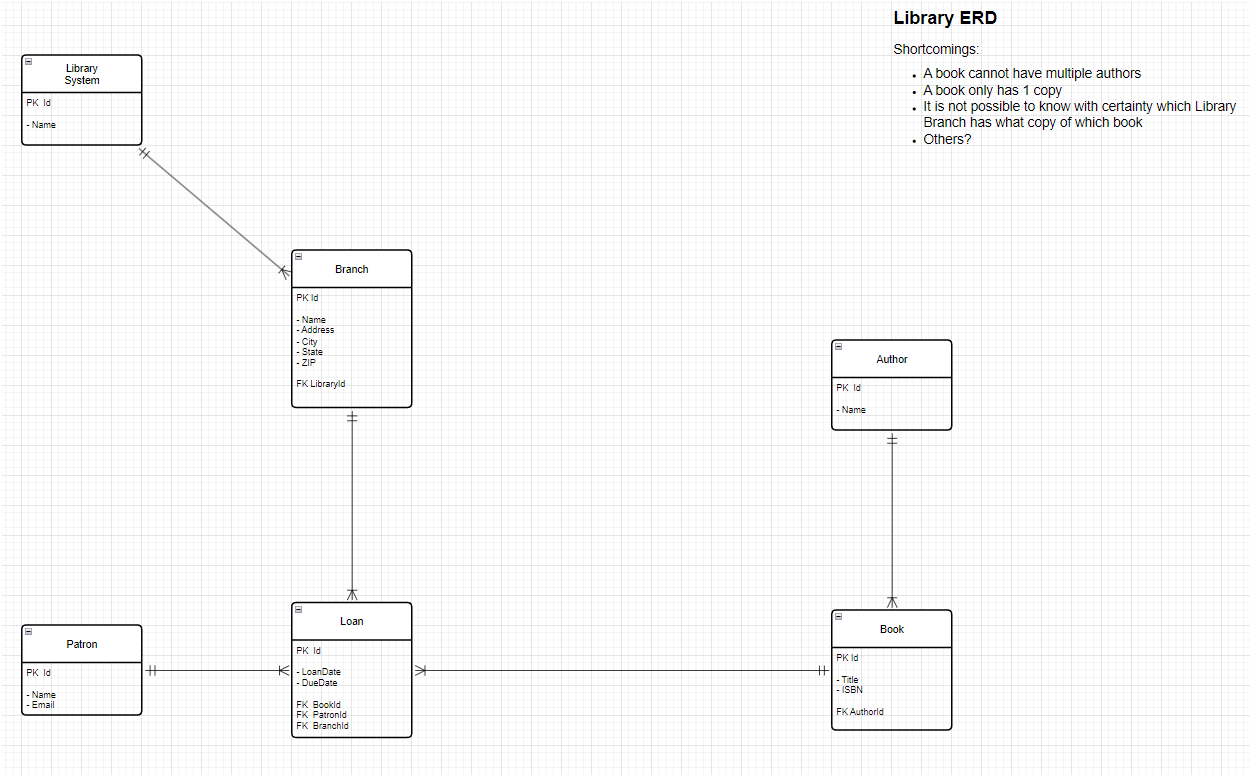 Library ERD
Shortcomings:
• A book cannot have multiple authors
• A book only has 1 copy
• It is not possible to know with certainty which Library
Branch has what copy of which book
• Others?
Library
System
PK Id
- Name
Branch
PK Id
- Name
- Address
- City
- State
- ZIP
FK LibraryId
Author
PK Id
- Name
Patron
PK Id
- Name
- Email
Loan
PK Id
- LoanDate
- DueDate
FK BookId
FK PatronId
FK BranchId
Book
PK Id
- Title
- ISBN
FK AuthorId